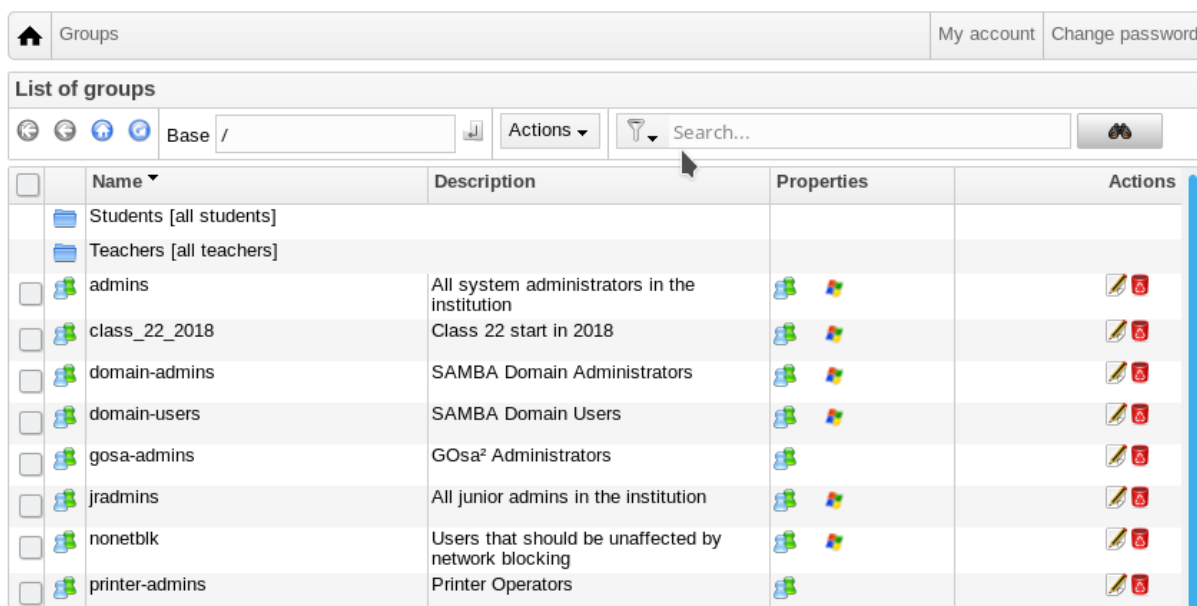 Groups My account Change password
List of groups
Base / Actions Search...
Name Description Properties Actions
Students [all students]
Teachers [all teachers]
admins All system administrators in the
institution
class_22_2018 Class 22 start in 2018
domain-admins SAMBA Domain Administrators
domain-users SAMBA Domain Users
gosa-admins GOsa² Administrators
jradmins All junior admins in the institution
nonetblk Users that should be unaffected by
network blocking
printer-admins Printer Operators